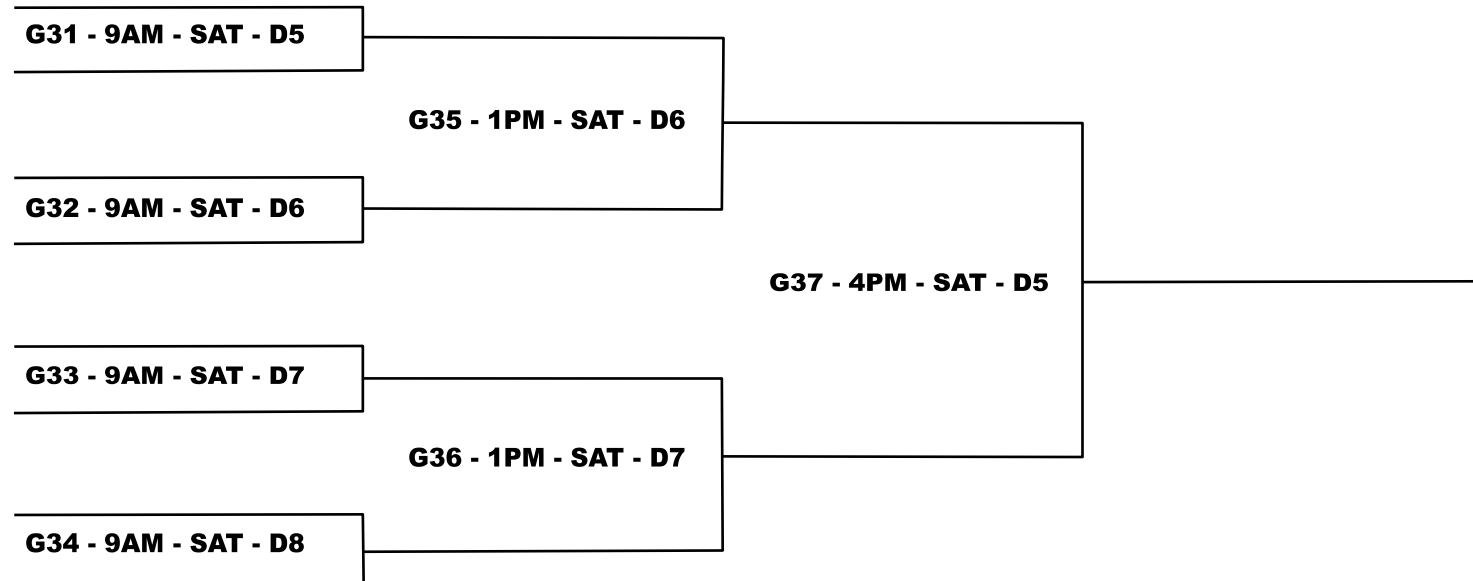 G31 - 9AM - SAT - D5
G35 - 1PM - SAT - D6
G32 - 9AM - SAT - D6
G37 - 4PM - SAT - D5
G33 - 9AM - SAT - D7
G36 - 1PM - SAT - D7
G34 - 9AM - SAT - D8